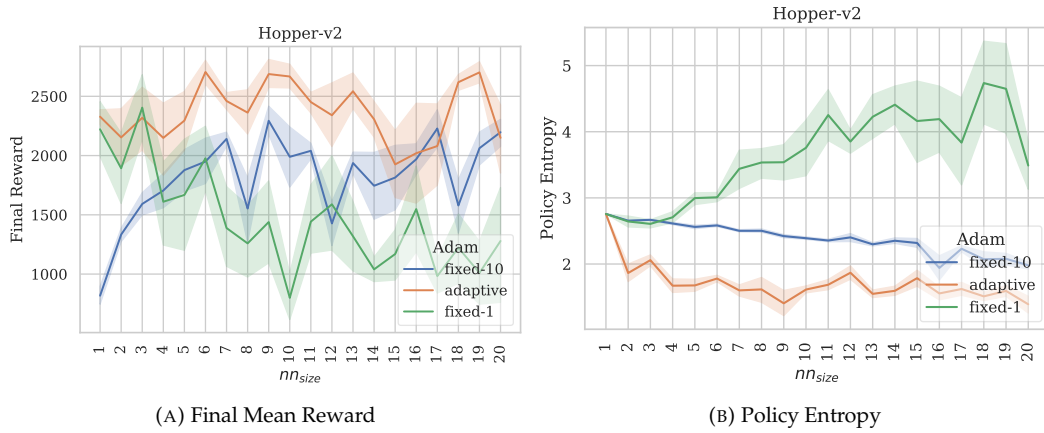 Hopper-v2
Final Reward
2500
2000
1500
1000
Adam
fixed-10
adaptive
fixed-1
1 2 3 4 5 6 7 8 9 10 11 12 13 14 15 16 17 18 19 20
nn_size
(A) Final Mean Reward
Hopper-v2
Policy Entropy
5
4
3
2
Adam
fixed-10
adaptive
fixed-1
1 2 3 4 5 6 7 8 9 10 11 12 13 14 15 16 17 18 19 20
nn_size
(B) Policy Entropy